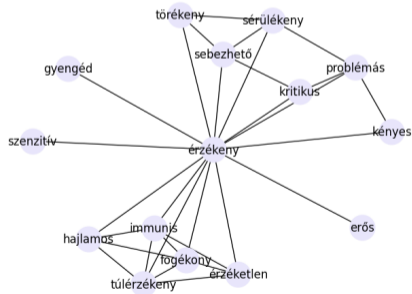 törékeny
sérülékeny
sebezhető
gyengéd
problémás
kritikus
kényes
szenzitív
érzékeny
erős
immunis
hajlamos
fogékony
érzéketlen
túlérzékeny